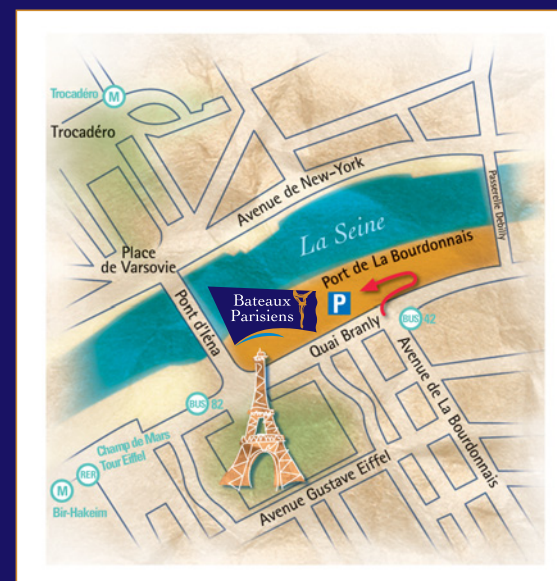 Trocadéro
M
Trocadéro
Avenue de New-York
Passerelle Debilly
La Seine
Place
de Varsovie
Port de La Bourdonnais
Pont d'Iéna
Bateaux
Parisiens
P
Quai Branly
BUS 42
Avenue de La Bourdonnais
BUS 82
Champ de Mars
Tour Eiffel
RER
M
Bir-Hakeim
Avenue Gustave Eiffel